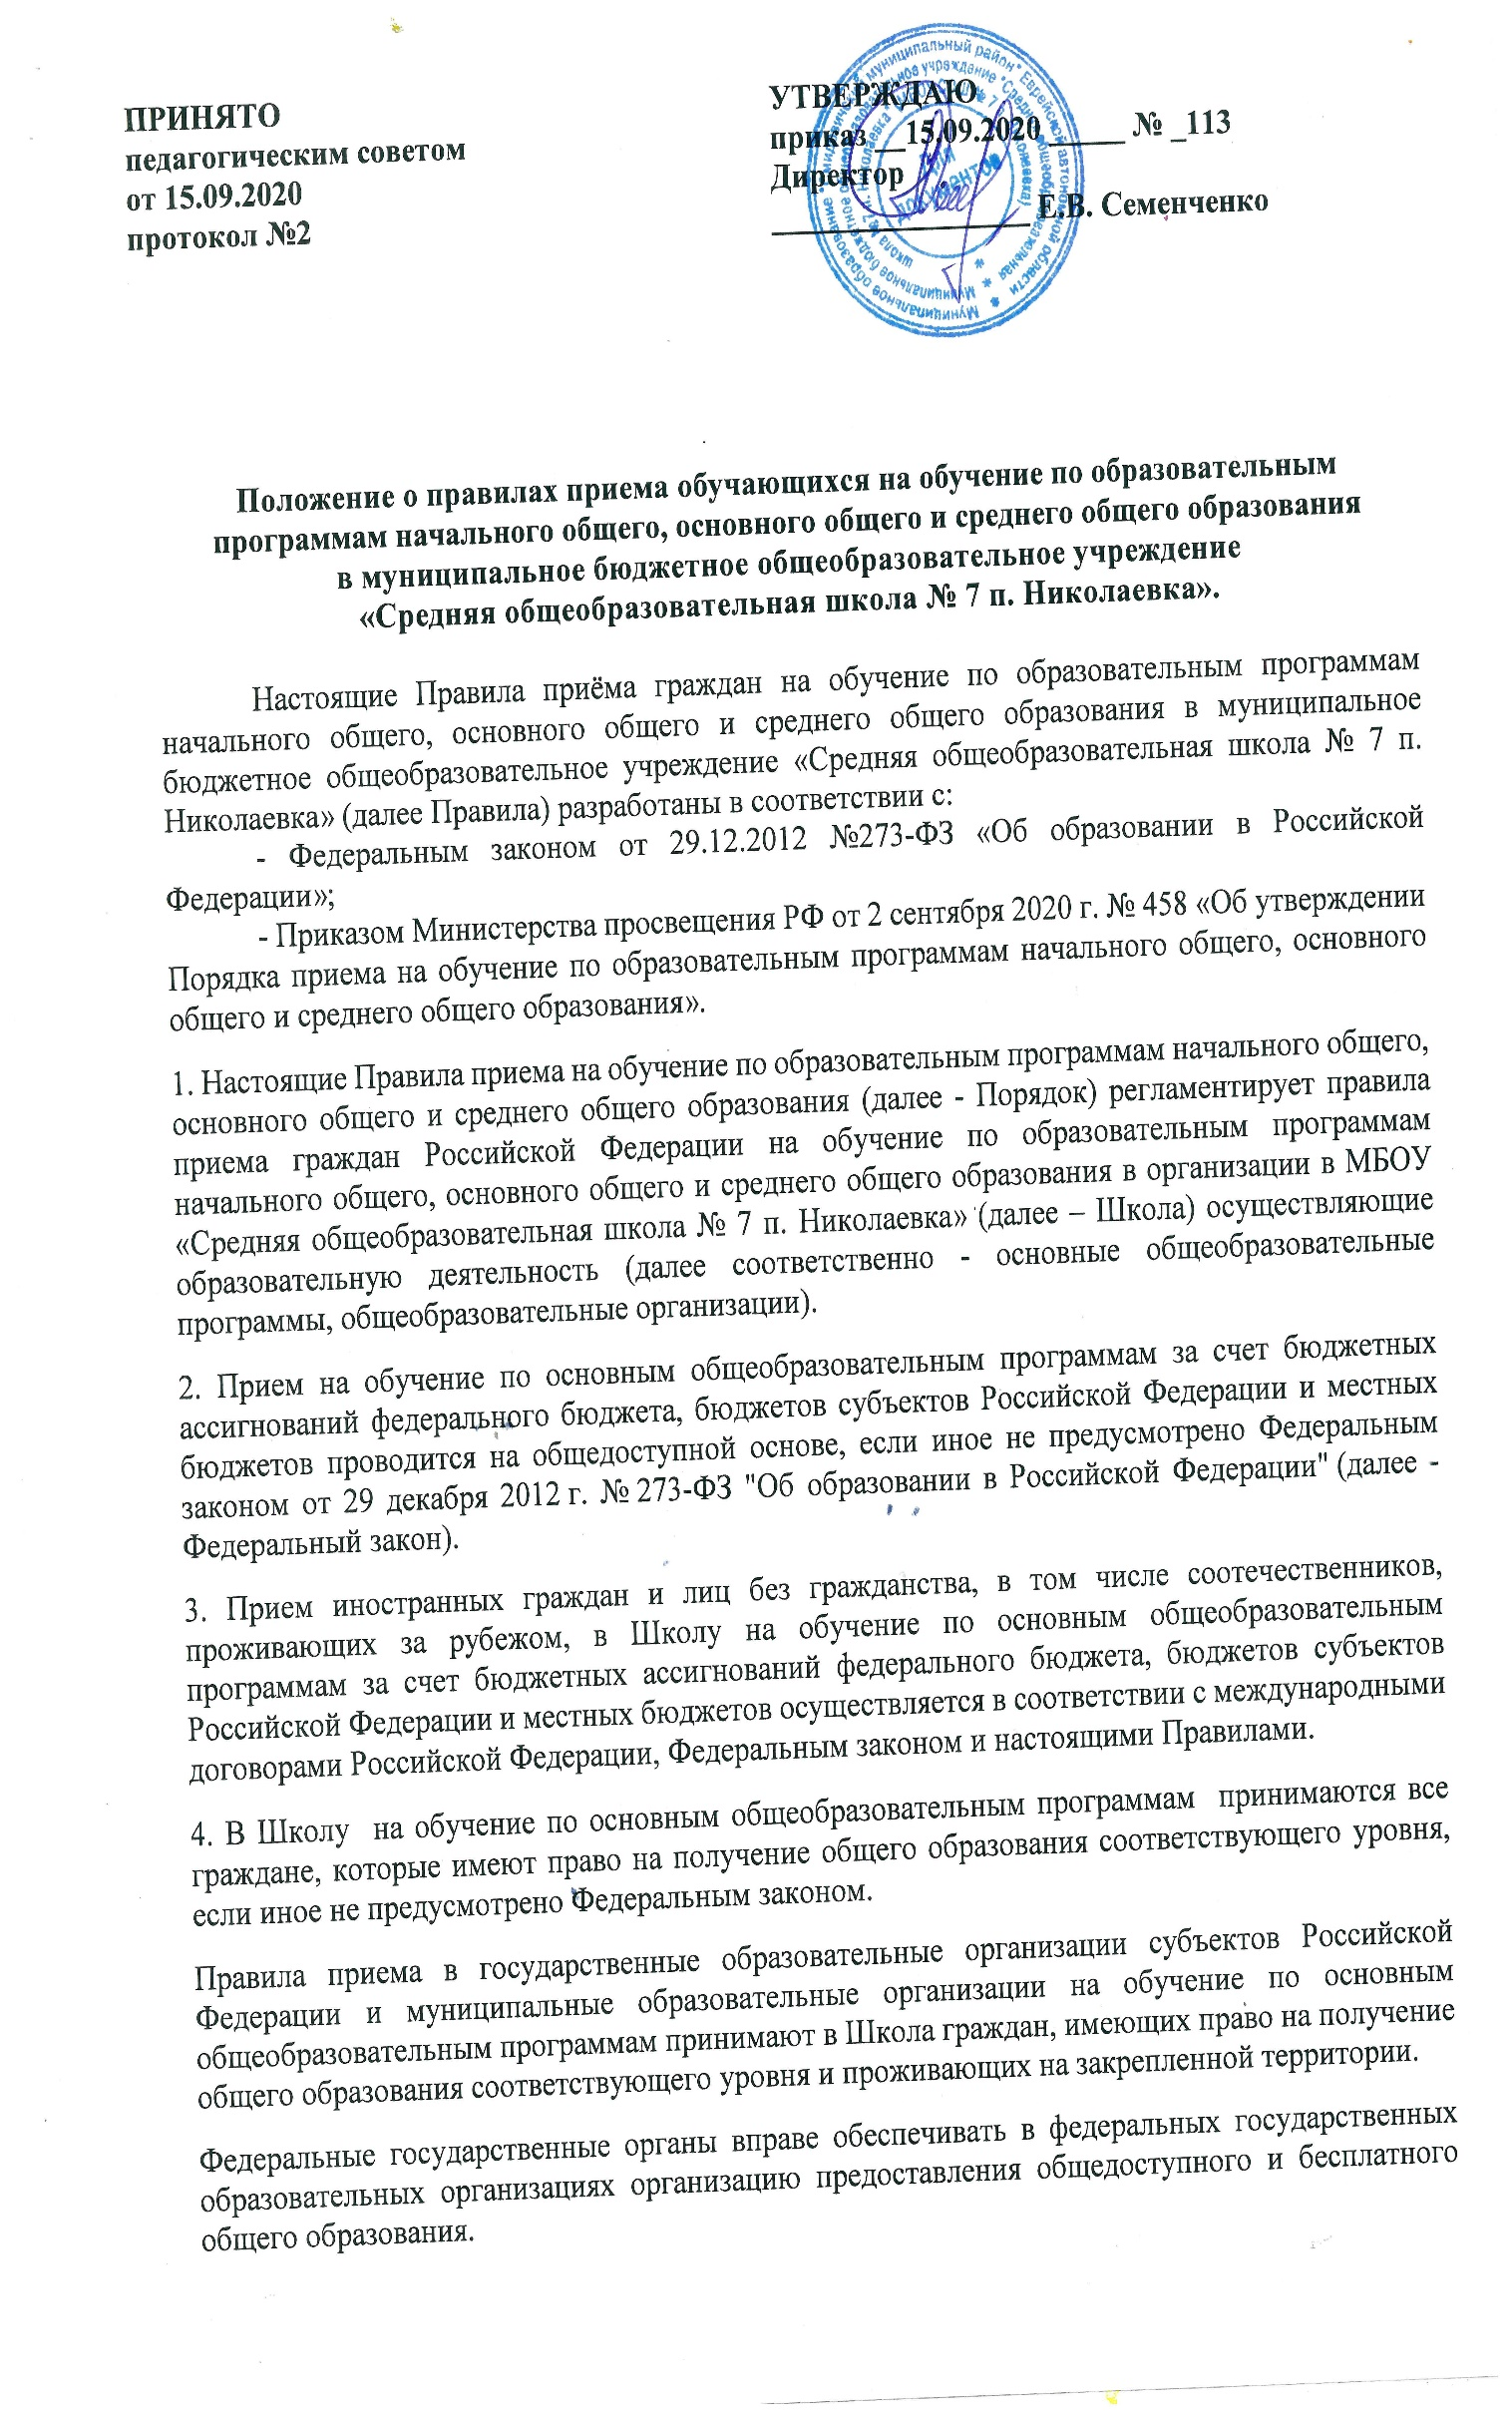 ПРИНЯТО
педагогическим советом
от 15.09.2020
протокол №2
УТВЕРЖДАЮ
приказ __15.09.2020 _____ № _113
Директор
_________________ Е.В. Семенченко
Для
документов
Положение о правилах приема обучающихся на обучение по образовательным
программам начального общего, основного общего и среднего общего образования
в муниципальное бюджетное общеобразовательное учреждение
«Средняя общеобразовательная школа № 7 п. Николаевка».
Настоящие Правила приёма граждан на обучение по образовательным программам
начального общего, основного общего и среднего общего образования в муниципальное
бюджетное общеобразовательное учреждение «Средняя общеобразовательная школа № 7 п.
Николаевка» (далее Правила) разработаны в соответствии с:
- Федеральным законом от 29.12.2012 №273-ФЗ «Об образовании в Российской
Федерации»;
- Приказом Министерства просвещения РФ от 2 сентября 2020 г. № 458 «Об утверждении
Порядка приема на обучение по образовательным программам начального общего, основного
общего и среднего общего образования».
1. Настоящие Правила приема на обучение по образовательным программам начального общего,
основного общего и среднего общего образования (далее - Порядок) регламентирует правила
приема граждан Российской Федерации на обучение по образовательным программам
начального общего, основного общего и среднего общего образования в организации в МБОУ
«Средняя общеобразовательная школа № 7 п. Николаевка» (далее – Школа) осуществляющие
образовательную деятельность (далее соответственно - основные общеобразовательные
программы, общеобразовательные организации).
2. Прием на обучение по основным общеобразовательным программам за счет бюджетных
ассигнований федерального бюджета, бюджетов субъектов Российской Федерации и местных
бюджетов проводится на общедоступной основе, если иное не предусмотрено Федеральным
законом от 29 декабря 2012 г. № 273-ФЗ "Об образовании в Российской Федерации" (далее -
Федеральный закон).
3. Прием иностранных граждан и лиц без гражданства, в том числе соотечественников,
проживающих за рубежом, в Школу на обучение по основным общеобразовательным
программам за счет бюджетных ассигнований федерального бюджета, бюджетов субъектов
Российской Федерации и местных бюджетов осуществляется в соответствии с международными
договорами Российской Федерации, Федеральным законом и настоящими Правилами.
4. В Школу на обучение по основным общеобразовательным программам принимаются все
граждане, которые имеют право на получение общего образования соответствующего уровня,
если иное не предусмотрено Федеральным законом.
Правила приема в государственные образовательные организации субъектов Российской
Федерации и муниципальные образовательные организации на обучение по основным
общеобразовательным программам принимают в Школа граждан, имеющих право на получение
общего образования соответствующего уровня и проживающих на закрепленной территории.
Федеральные государственные органы вправе обеспечивать в федеральных государственных
образовательных организациях организацию предоставления общедоступного и бесплатного
общего образования.